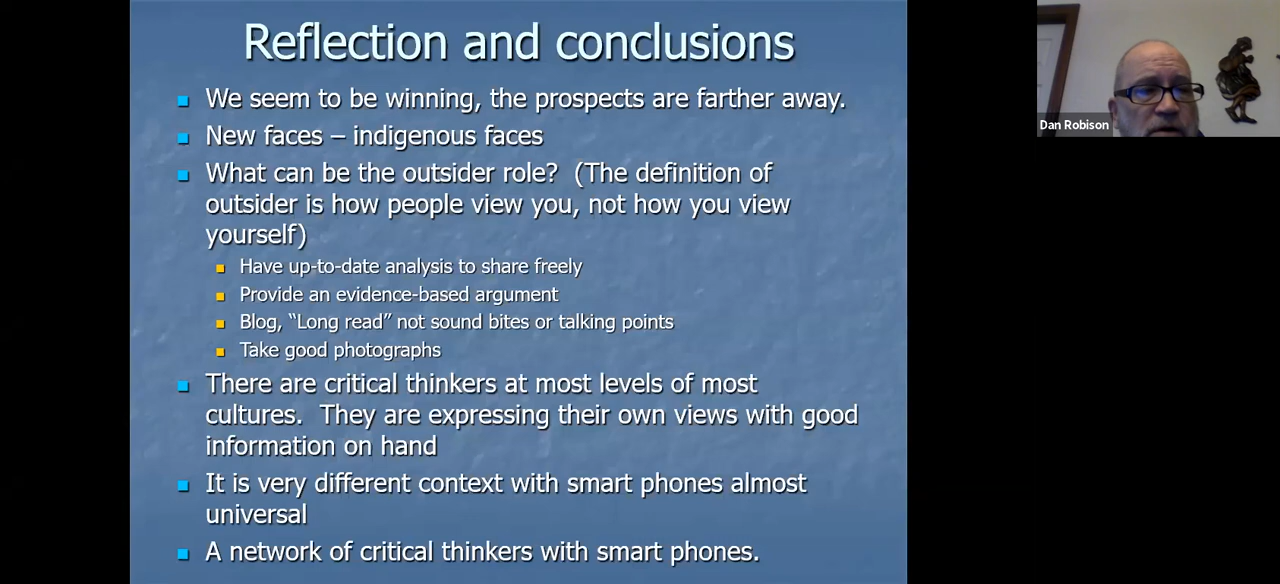 Reflection and conclusions
We seem to be winning, the prospects are farther away.
New faces – indigenous faces
What can be the outsider role?  (The definition of
outsider is how people view you, not how you view
yourself)
Have up-to-date analysis to share freely
Provide an evidence-based argument
Blog, “Long read” not sound bites or talking points
Take good photographs
There are critical thinkers at most levels of most
cultures.  They are expressing their own views with good
information on hand
It is very different context with smart phones almost
universal
A network of critical thinkers with smart phones.
Dan Robison